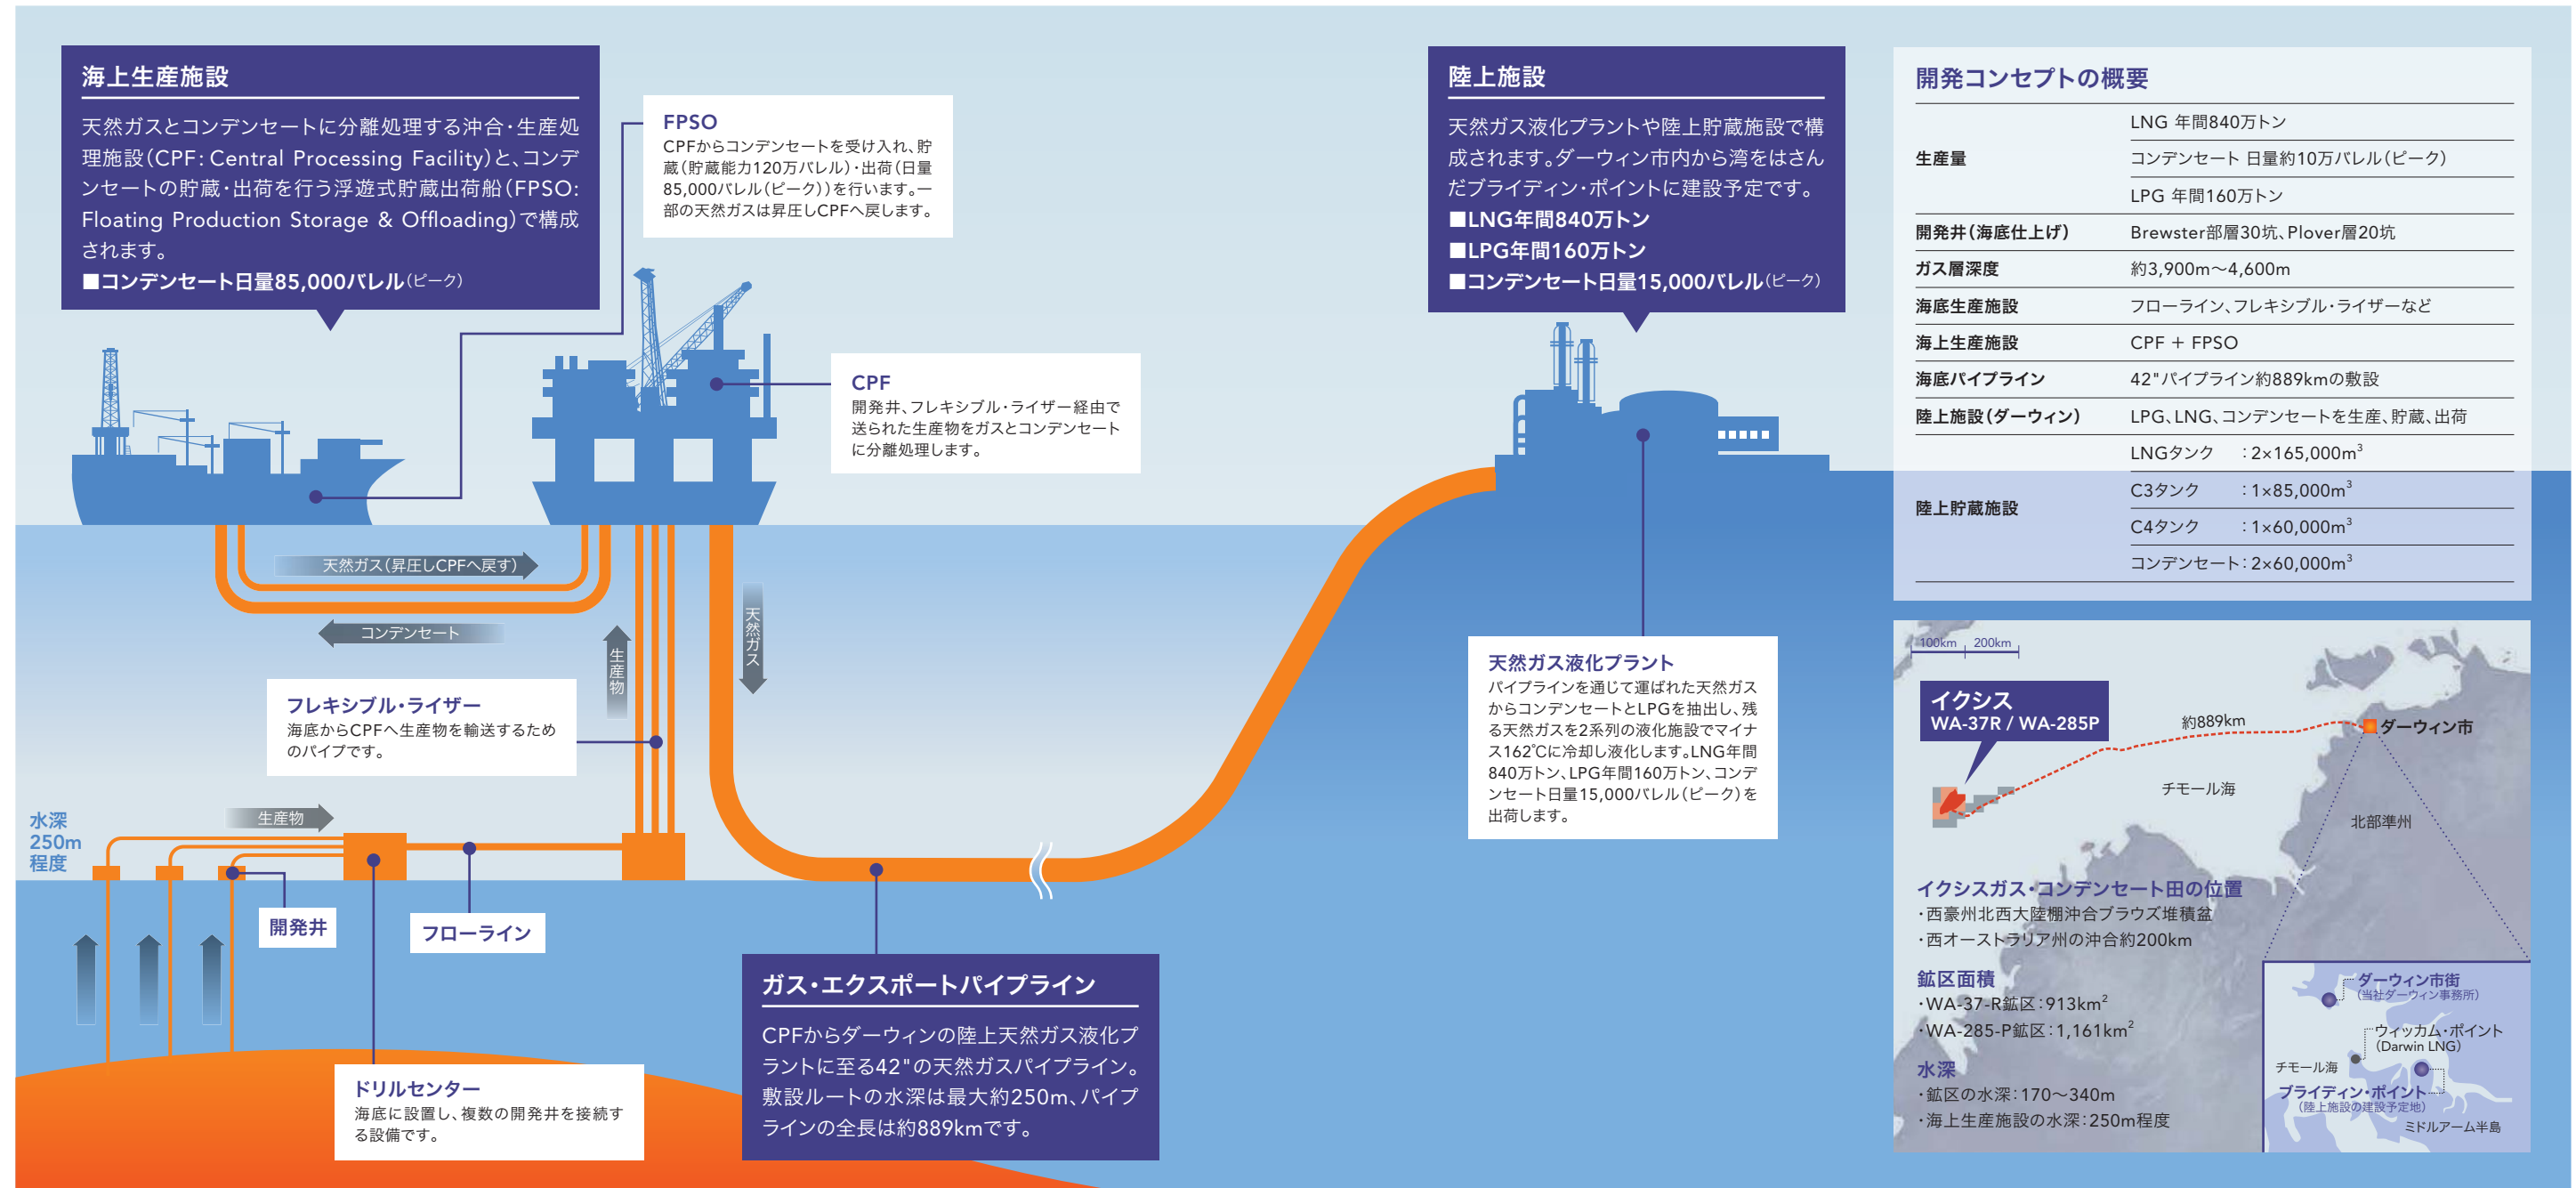 海上生産施設
天然ガスとコンデンセートに分離処理する沖合・生産処
理施設（CPF: Central Processing Facility）と、コンデ
ンセートの貯蔵・出荷を行う浮遊式貯蔵出荷船（FPSO:
Floating Production Storage & Offloading）で構成
されます。
■コンデンセート日量85,000バレル（ピーク）
FPSO
CPFからコンデンセートを受け入れ、貯
蔵（貯蔵能力120万バレル）・出荷（日量
85,000バレル（ピーク））を行います。一
部の天然ガスは昇圧しCPFへ戻します。
CPF
開発井、フレキシブル・ライザー経由で
送られた生産物をガスとコンデンセート
に分離処理します。
陸上施設
天然ガス液化プラントや陸上貯蔵施設で構
成されます。ダーウィン市内から湾をはさん
だブライディン・ポイントに建設予定です。
■LNG年間840万トン
■LPG年間160万トン
■コンデンセート日量15,000バレル（ピーク）
天然ガス（昇圧しCPFへ戻す）
コンデンセート
生産物
天然ガス
フレキシブル・ライザー
海底からCPFへ生産物を輸送するため
のパイプです。
水深
250m
程度
生産物
開発井
フローライン
ドリルセンター
海底に設置し、複数の開発井を接続す
る設備です。
ガス・エクスポートパイプライン
CPFからダーウィンの陸上天然ガス液化プ
ラントに至る42"の天然ガスパイプライン。
敷設ルートの水深は最大約250m、パイプ
ラインの全長は約889kmです。
天然ガス液化プラント
パイプラインを通じて運ばれた天然ガス
からコンデンセートとLPGを抽出し、残
る天然ガスを2系列の液化施設でマイナ
ス162℃に冷却し液化します。LNG年間
840万トン、LPG年間160万トン、コンデ
ンセート日量15,000バレル（ピーク）を
出荷します。
開発コンセプトの概要
生産量
LNG 年間840万トン
コンデンセート 日量約10万バレル（ピーク）
LPG 年間160万トン
開発井（海底仕上げ） Brewster部層30坑、Plover層20坑
ガス層深度 約3,900m〜4,600m
海底生産施設 フローライン、フレキシブル・ライザーなど
海上生産施設 CPF + FPSO
海底パイプライン 42"パイプライン約889kmの敷設
陸上施設（ダーウィン） LPG、LNG、コンデンセートを生産、貯蔵、出荷
陸上貯蔵施設
LNGタンク ：2×165,000m³
C3タンク ：1×85,000m³
C4タンク ：1×60,000m³
コンデンセート：2×60,000m³
100km 200km
イクシス
WA-37R / WA-285P
約889km
ダーウィン市
チモール海
北部準州
イクシスガス・コンデンセート田の位置
・西豪州北西大陸棚沖合ブラウズ堆積盆
・西オーストラリア州の沖合約200km
鉱区面積
・WA-37-R鉱区：913km²
・WA-285-P鉱区：1,161km²
水深
・鉱区の水深：170〜340m
・海上生産施設の水深：250m程度
ダーウィン市街
（当社ダーウィン事務所）
ウィッカム・ポイント
（Darwin LNG）
チモール海
ブライディン・ポイント
（陸上施設の建設予定地）
ミドルアーム半島